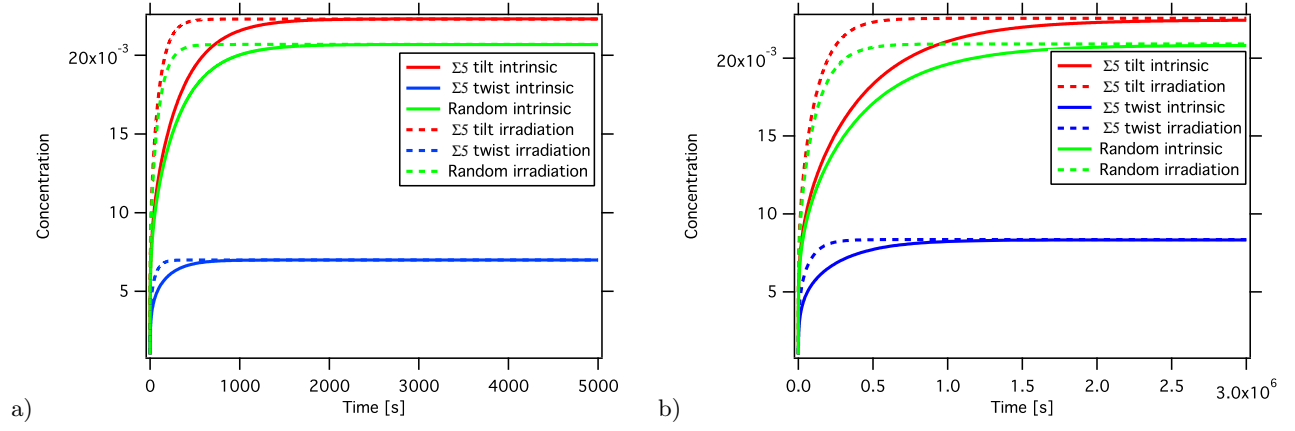 Concentration
20x10⁻³
15
10
5
0
1000
2000
3000
4000
5000
Time [s]
Σ5 tilt intrinsic
Σ5 twist intrinsic
Random intrinsic
Σ5 tilt irradiation
Σ5 twist irradiation
Random irradiation
a)
Concentration
20x10⁻³
15
10
5
0.0
0.5
1.0
1.5
2.0
2.5
3.0x10⁶
Time [s]
Σ5 tilt intrinsic
Σ5 tilt irradiation
Σ5 twist intrinsic
Σ5 twist irradiation
Random intrinsic
Random irradiation
b)